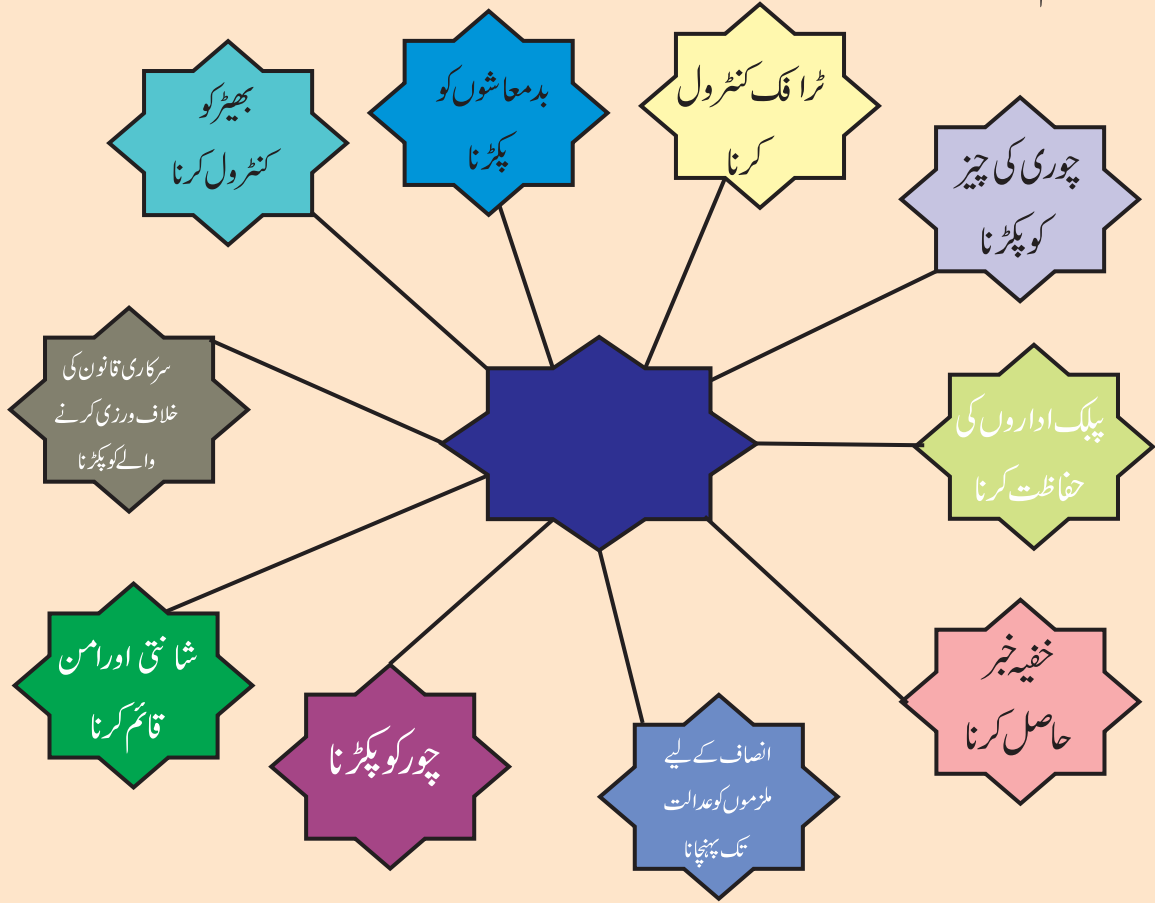 ٹرافک کنٹرول
کرنا
بدمعاشوں کو
پکڑنا
بھیڑ کو
کنٹرول کرنا
چوری کی چیز
کو پکڑنا
سرکاری قانون کی
خلاف ورزی کرنے
والے کو پکڑنا
پبلک اداروں کی
حفاظت کرنا
خفیہ خبر
حاصل کرنا
شانتی اور امن
قائم کرنا
چور کو پکڑنا
انصاف کے لیے
ملزموں کو عدالت
تک پہنچانا